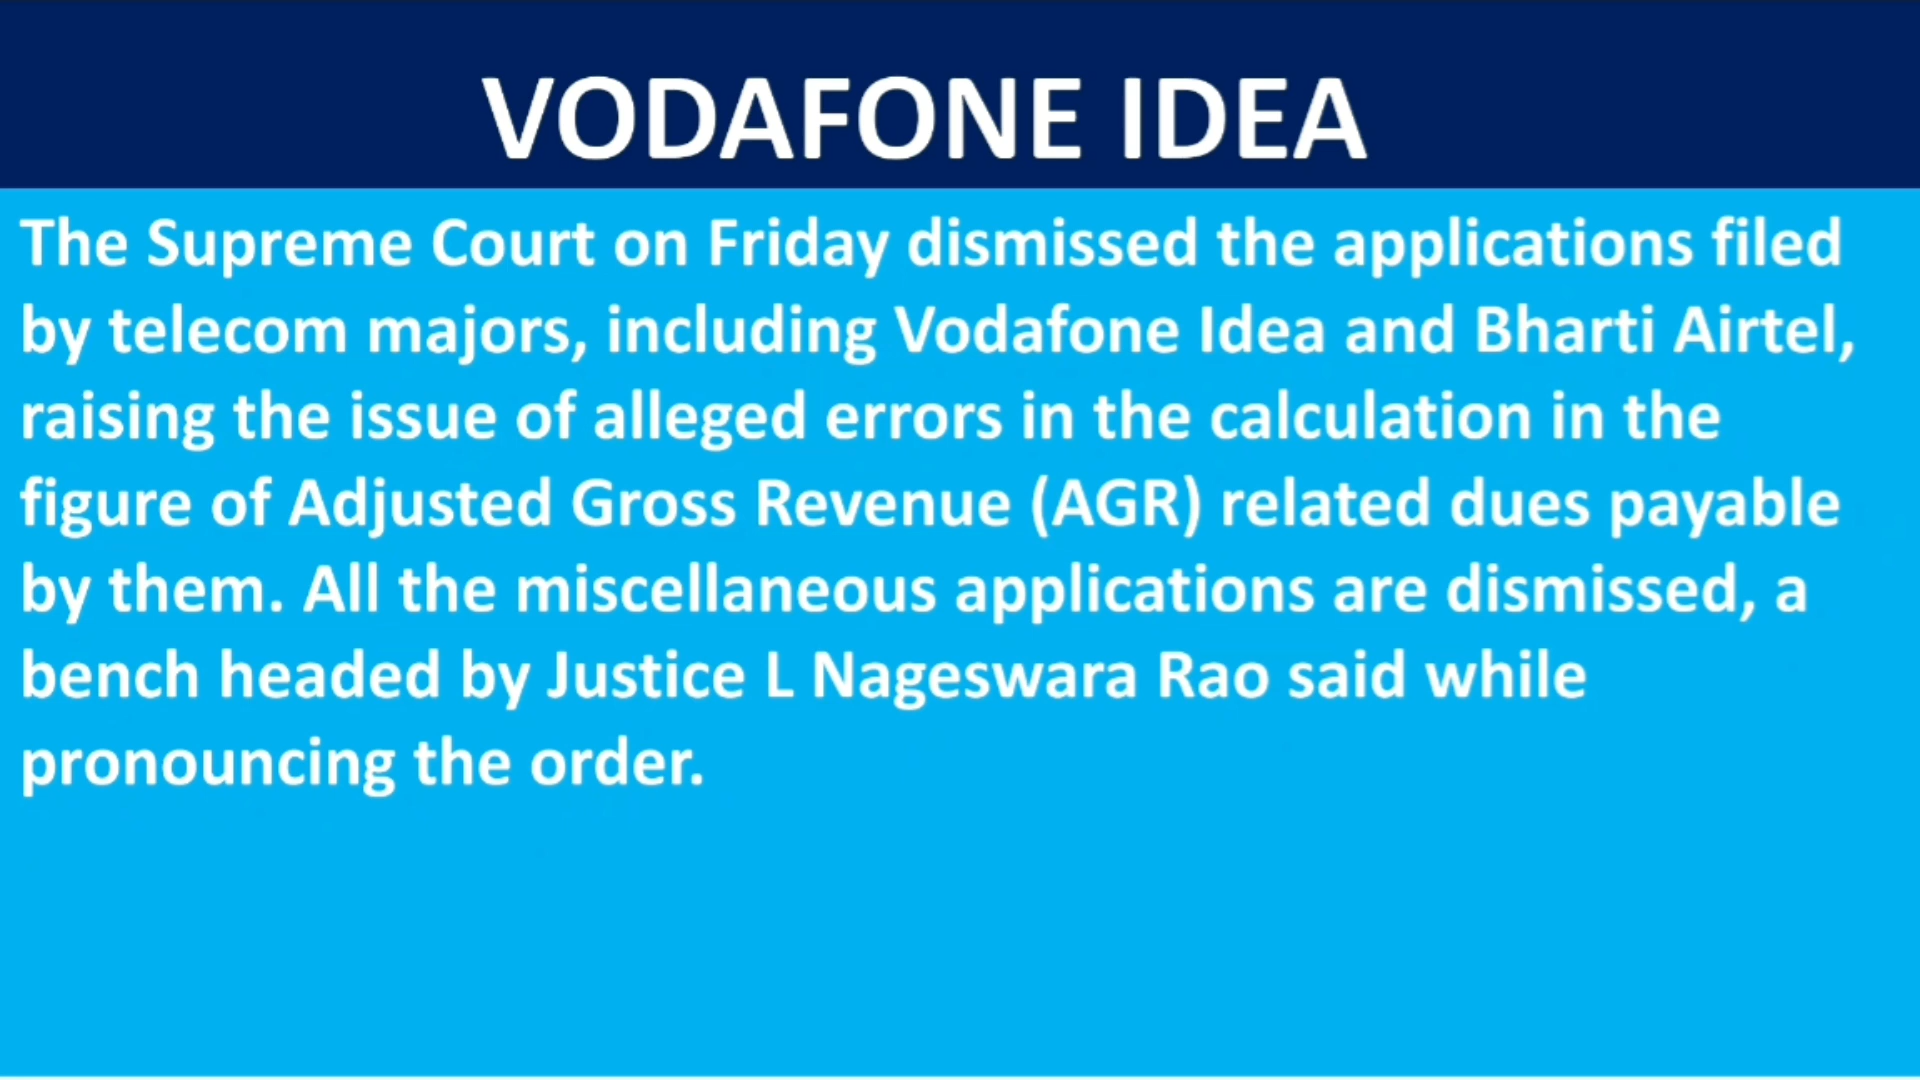 VODAFONE IDEA
The Supreme Court on Friday dismissed the applications filed
by telecom majors, including Vodafone Idea and Bharti Airtel,
raising the issue of alleged errors in the calculation in the
figure of Adjusted Gross Revenue (AGR) related dues payable
by them. All the miscellaneous applications are dismissed, a
bench headed by Justice L Nageswara Rao said while
pronouncing the order.